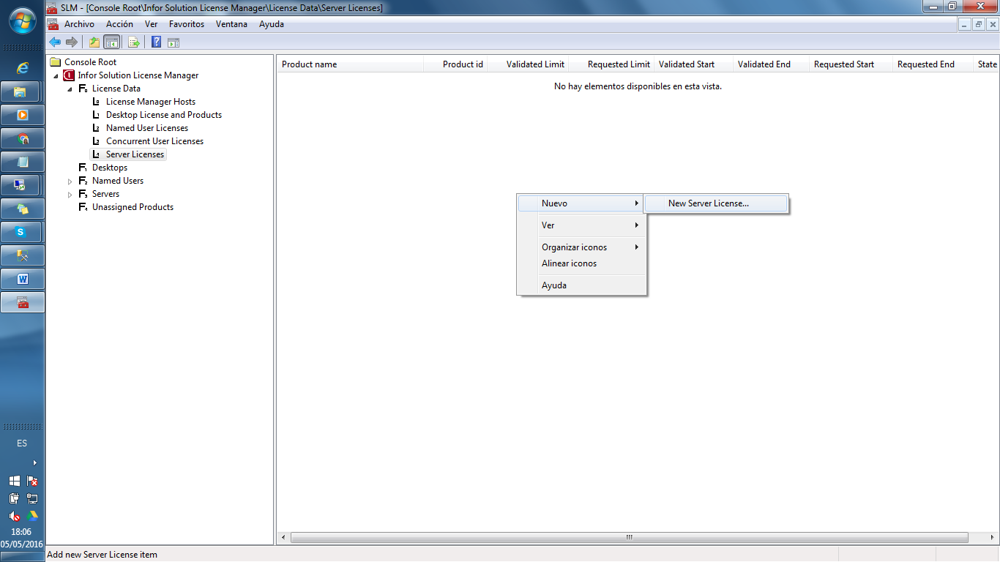 SLM - [Console Root\Infor Solution License Manager\License Data\Server Licenses]
Archivo Acción Ver Favoritos Ventana Ayuda
Console Root
Infor Solution License Manager
License Data
License Manager Hosts
Desktop License and Products
Named User Licenses
Concurrent User Licenses
Server Licenses
Desktops
Named Users
Servers
Unassigned Products
Product name Product id Validated Limit Requested Limit Validated Start Validated End Requested Start Requested End State
No hay elementos disponibles en esta vista.
Nuevo
New Server License...
Ver
Organizar iconos
Alinear iconos
Ayuda
ES
18:06
05/05/2016
Add new Server License item